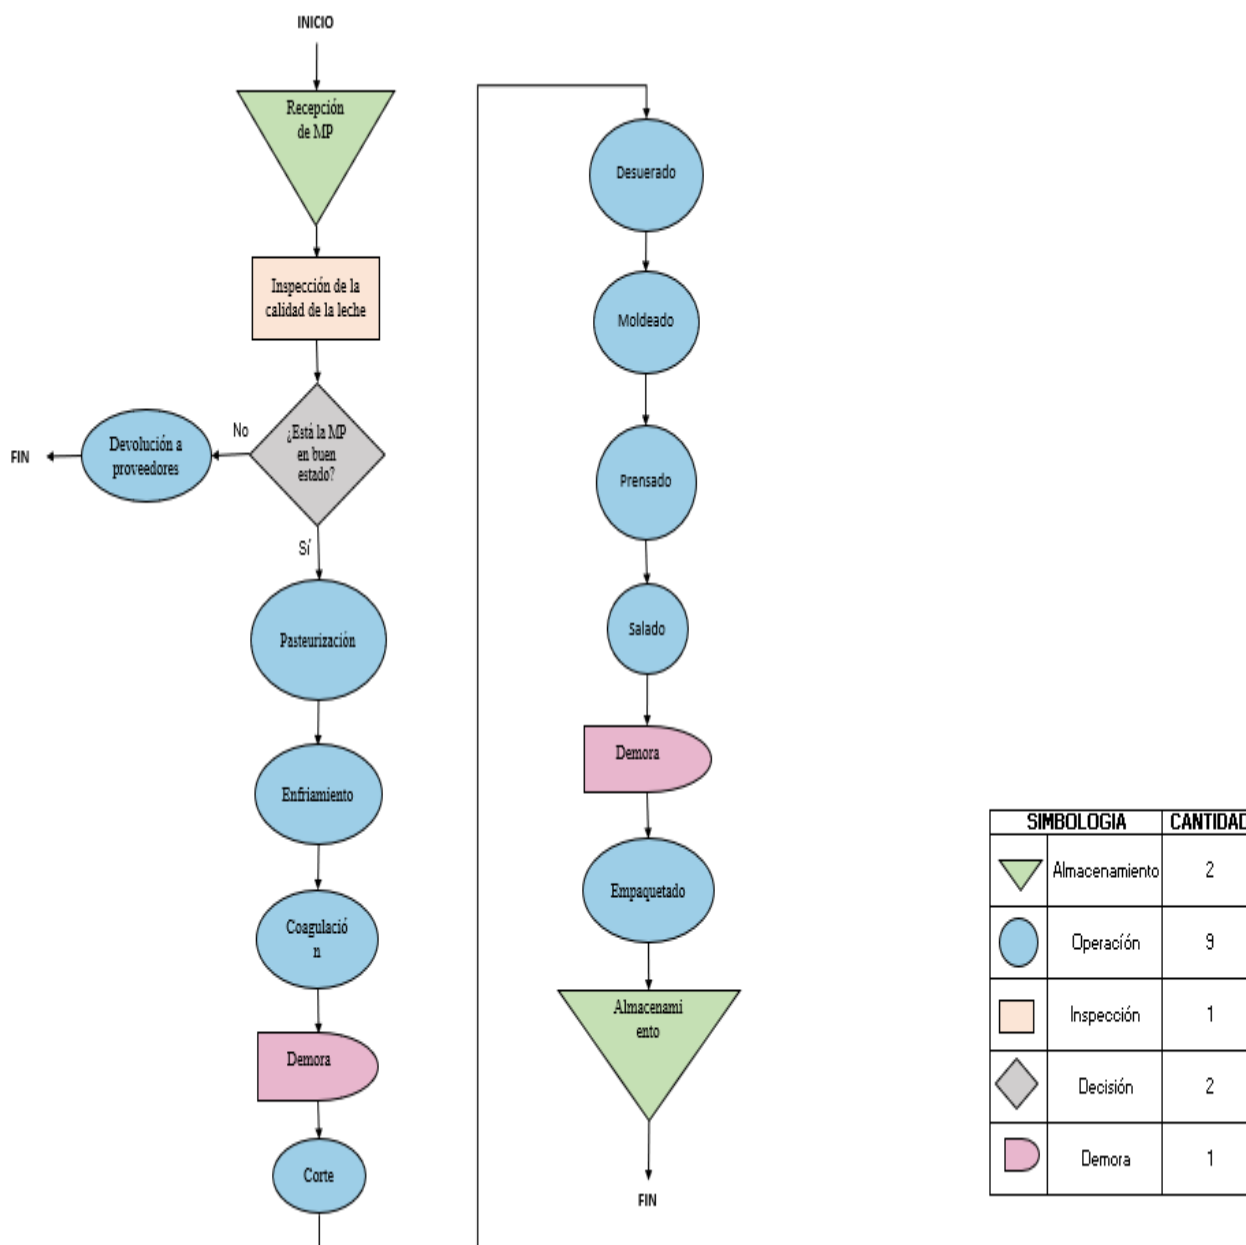 INICIO
Recepción
de MP
Inspección de la
calidad de la leche
¿Está la MP
en buen
estado?
No
Devolución a
proveedores
FIN
Sí
Pasteurización
Enfriamiento
Coagulació
n
Demora
Corte
Desuerado
Moldeado
Prensado
Salado
Demora
Empaquetado
Almacenami
ento
FIN
SIMBOLOGIA CANTIDAD
Almacenamiento 2
Operación 9
Inspección 1
Decisión 2
Demora 1